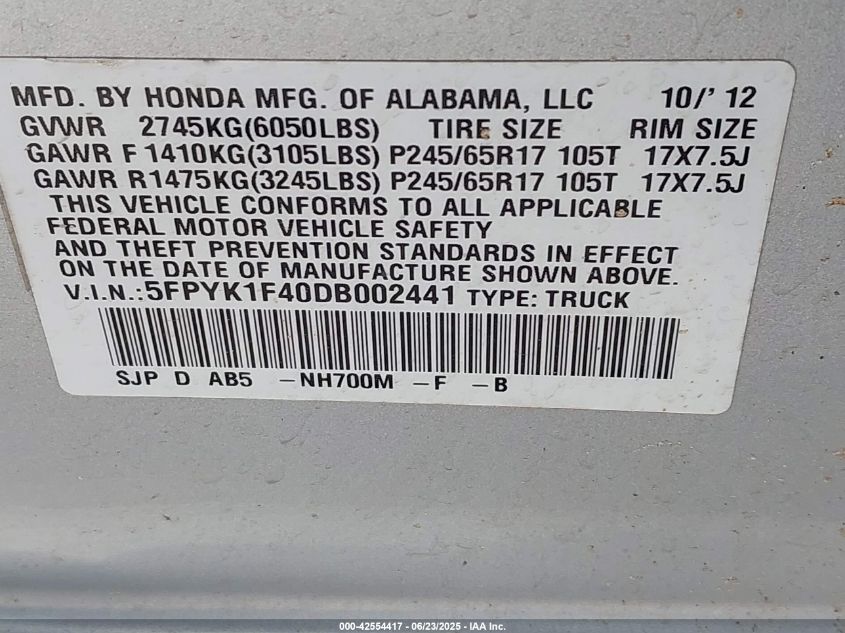 MFD. BY HONDA MFG. OF ALABAMA, LLC 10/'12
GVWR 2745KG(6050LBS) TIRE SIZE RIM SIZE
GAWR F 1410KG(3105LBS) P245/65R17 105T 17X7.5J
GAWR R1475KG(3245LBS) P245/65R17 105T 17X7.5J
THIS VEHICLE CONFORMS TO ALL APPLICABLE
FEDERAL MOTOR VEHICLE SAFETY
AND THEFT PREVENTION STANDARDS IN EFFECT
ON THE DATE OF MANUFACTURE SHOWN ABOVE.
V.I.N.:5FPYK1F40DB002441 TYPE: TRUCK
SJP D AB5 -NH700M -F -B
000-42554417 - 06/23/2025 - IAA Inc.